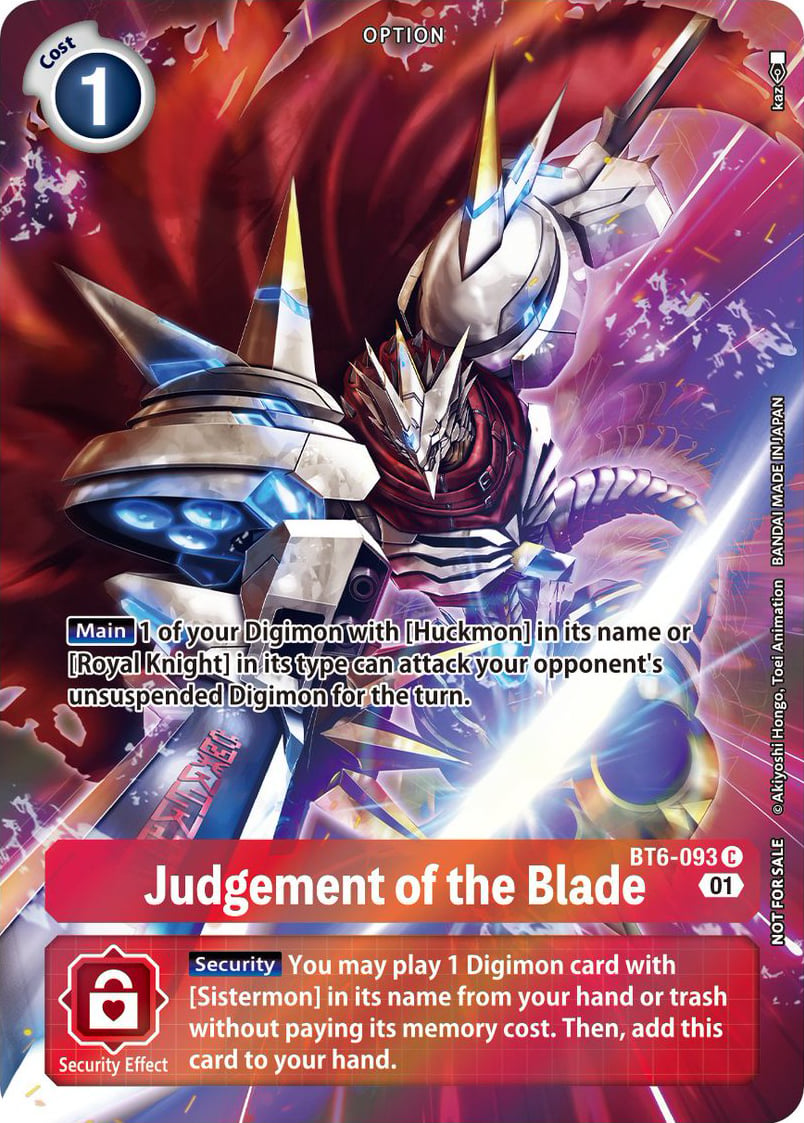 OPTION
Cost
1
kaz
Main 1 of your Digimon with [Huckmon] in its name or
[Royal Knight] in its type can attack your opponent's
unsuspended Digimon for the turn.
©Akiyoshi Hongo, Toei Animation BANDAI MADE IN JAPAN
NOT FOR SALE
BT6-093 C
Judgement of the Blade
01
Security You may play 1 Digimon card with
[Sistermon] in its name from your hand or trash
without paying its memory cost. Then, add this
card to your hand.
Security Effect